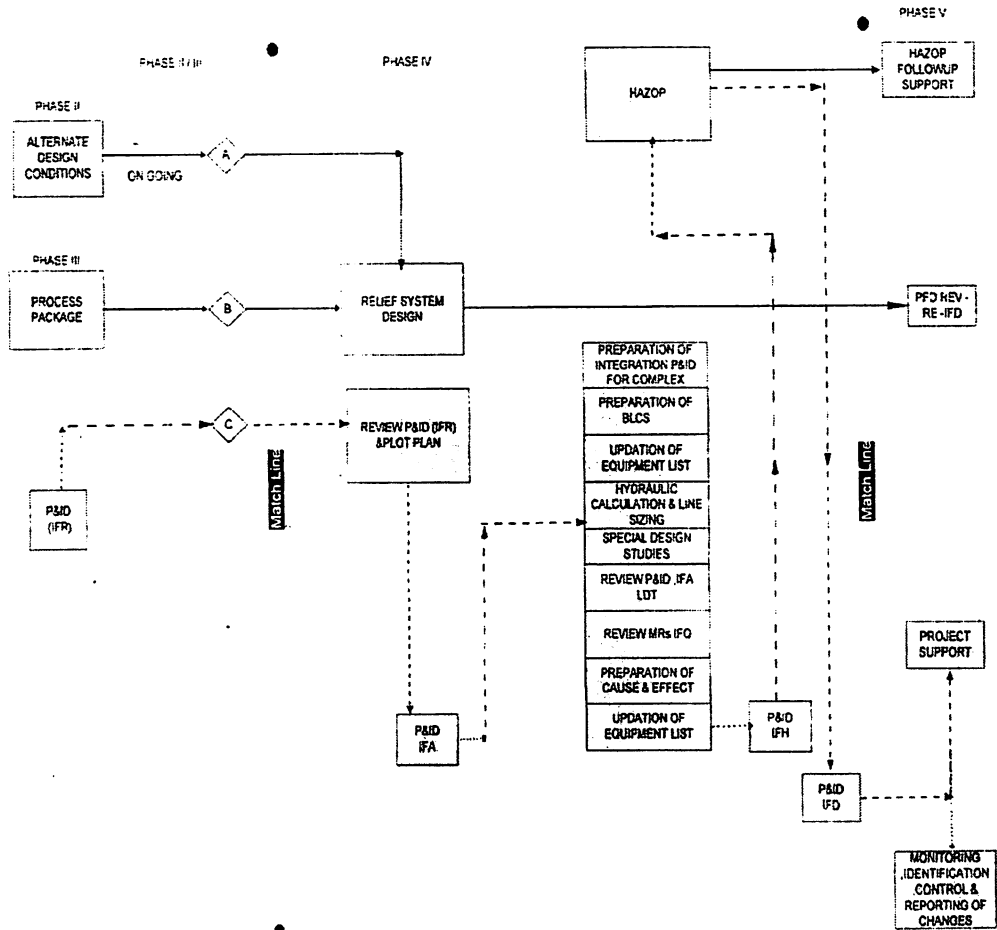 PHASE V
PHASE II / III
PHASE IV
HAZOP
HAZOP
FOLLOWUP
SUPPORT
PHASE II
ALTERNATE
DESIGN
CONDITIONS
ON GOING
A
PHASE III
PROCESS
PACKAGE
B
RELIEF SYSTEM
DESIGN
PFD REV -
RE -IFD
P&ID
(IFR)
C
REVIEW P&ID (IFR)
&PLOT PLAN
Match Line
P&ID
IFA
PREPARATION OF
INTEGRATION P&ID
FOR COMPLEX
PREPARATION OF
BLCS
UPDATION OF
EQUIPMENT LIST
HYDRAULIC
CALCULATION & LINE
SIZING
SPECIAL DESIGN
STUDIES
REVIEW P&ID ,IFA
LDT
REVIEW MRs IFQ
PREPARATION OF
CAUSE & EFFECT
UPDATION OF
EQUIPMENT LIST
P&ID
IFH
Match Line
P&ID
IFD
PROJECT
SUPPORT
MONITORING
,IDENTIFICATION
CONTROL &
REPORTING OF
CHANGES